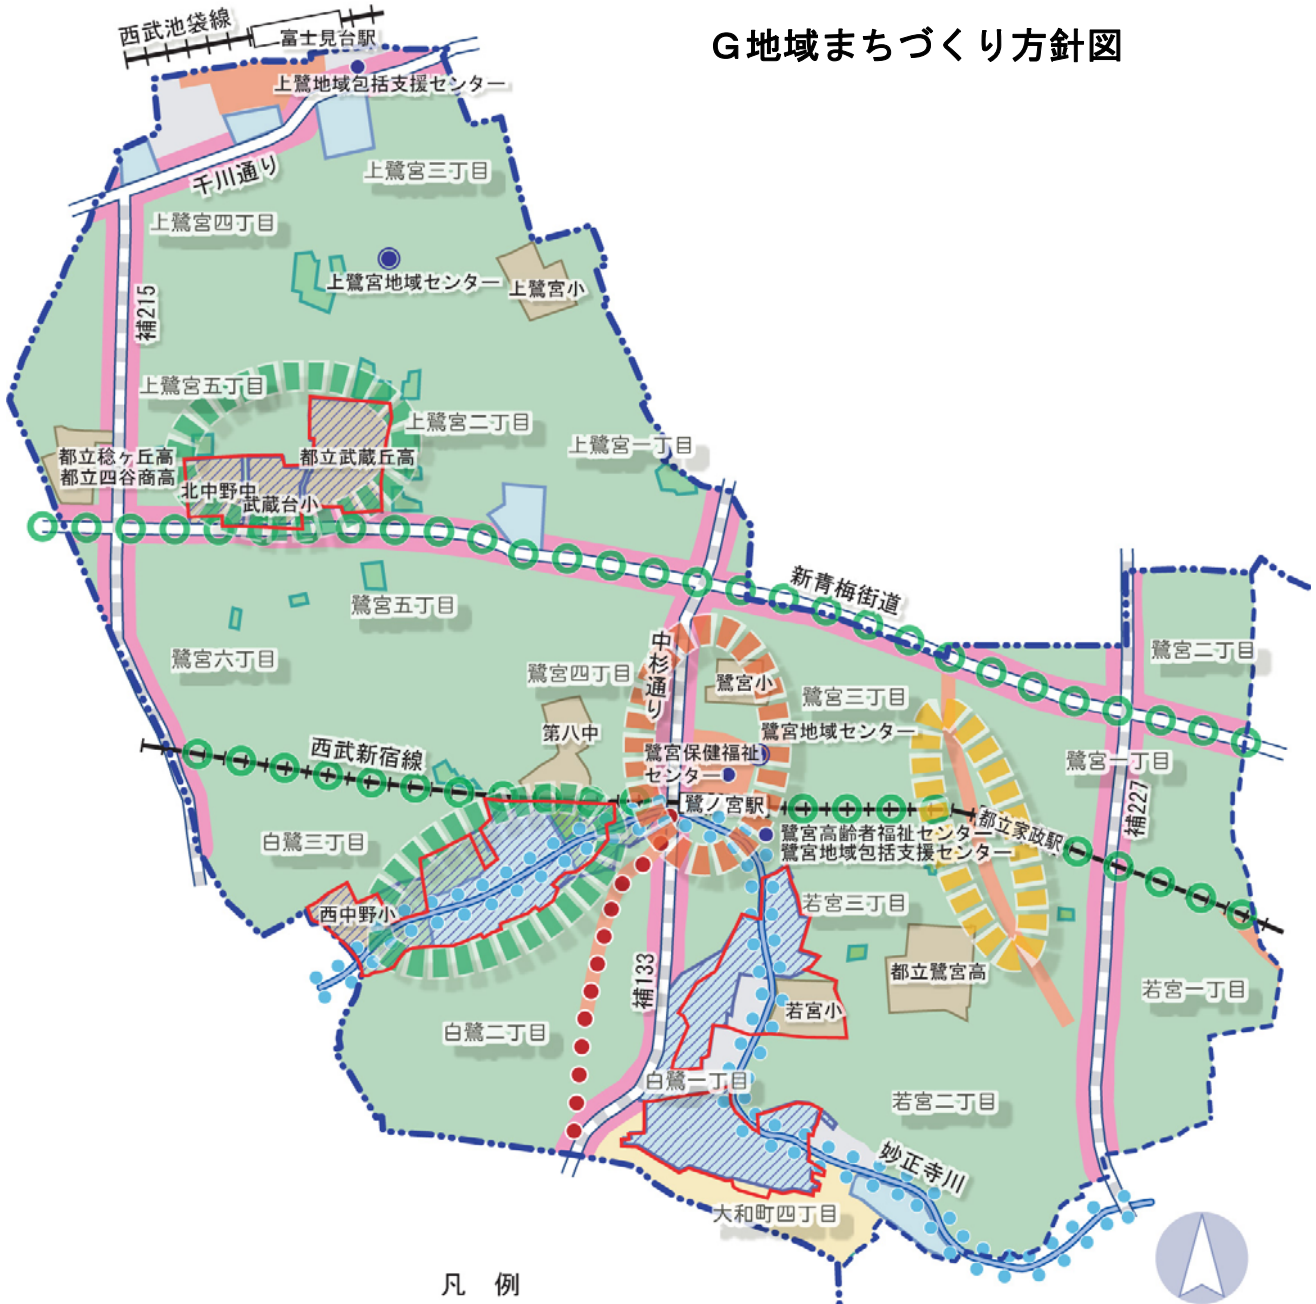 G地域まちづくり方針図
西武池袋線
富士見台駅
上鷺地域包括支援センター
千川通り
上鷺宮三丁目
上鷺宮四丁目
上鷺宮地域センター
上鷺宮小
補215
上鷺宮五丁目
上鷺宮二丁目
上鷺宮一丁目
都立稔ヶ丘高
都立四谷商高
都立武蔵丘高
北中野中
武蔵台小
新青梅街道
鷺宮五丁目
鷺宮六丁目
鷺宮四丁目
中杉通り
鷺宮小
鷺宮三丁目
鷺宮二丁目
第八中
鷺宮地域センター
西武新宿線
鷺宮保健福祉
センター
鷺宮一丁目
鷺ノ宮駅
補227
都立家政駅
鷺宮高齢者福祉センター
鷺宮地域包括支援センター
白鷺三丁目
西中野小
若宮三丁目
都立鷺宮高
補133
若宮小
若宮一丁目
白鷺二丁目
白鷺一丁目
若宮二丁目
妙正寺川
大和町四丁目
凡 例